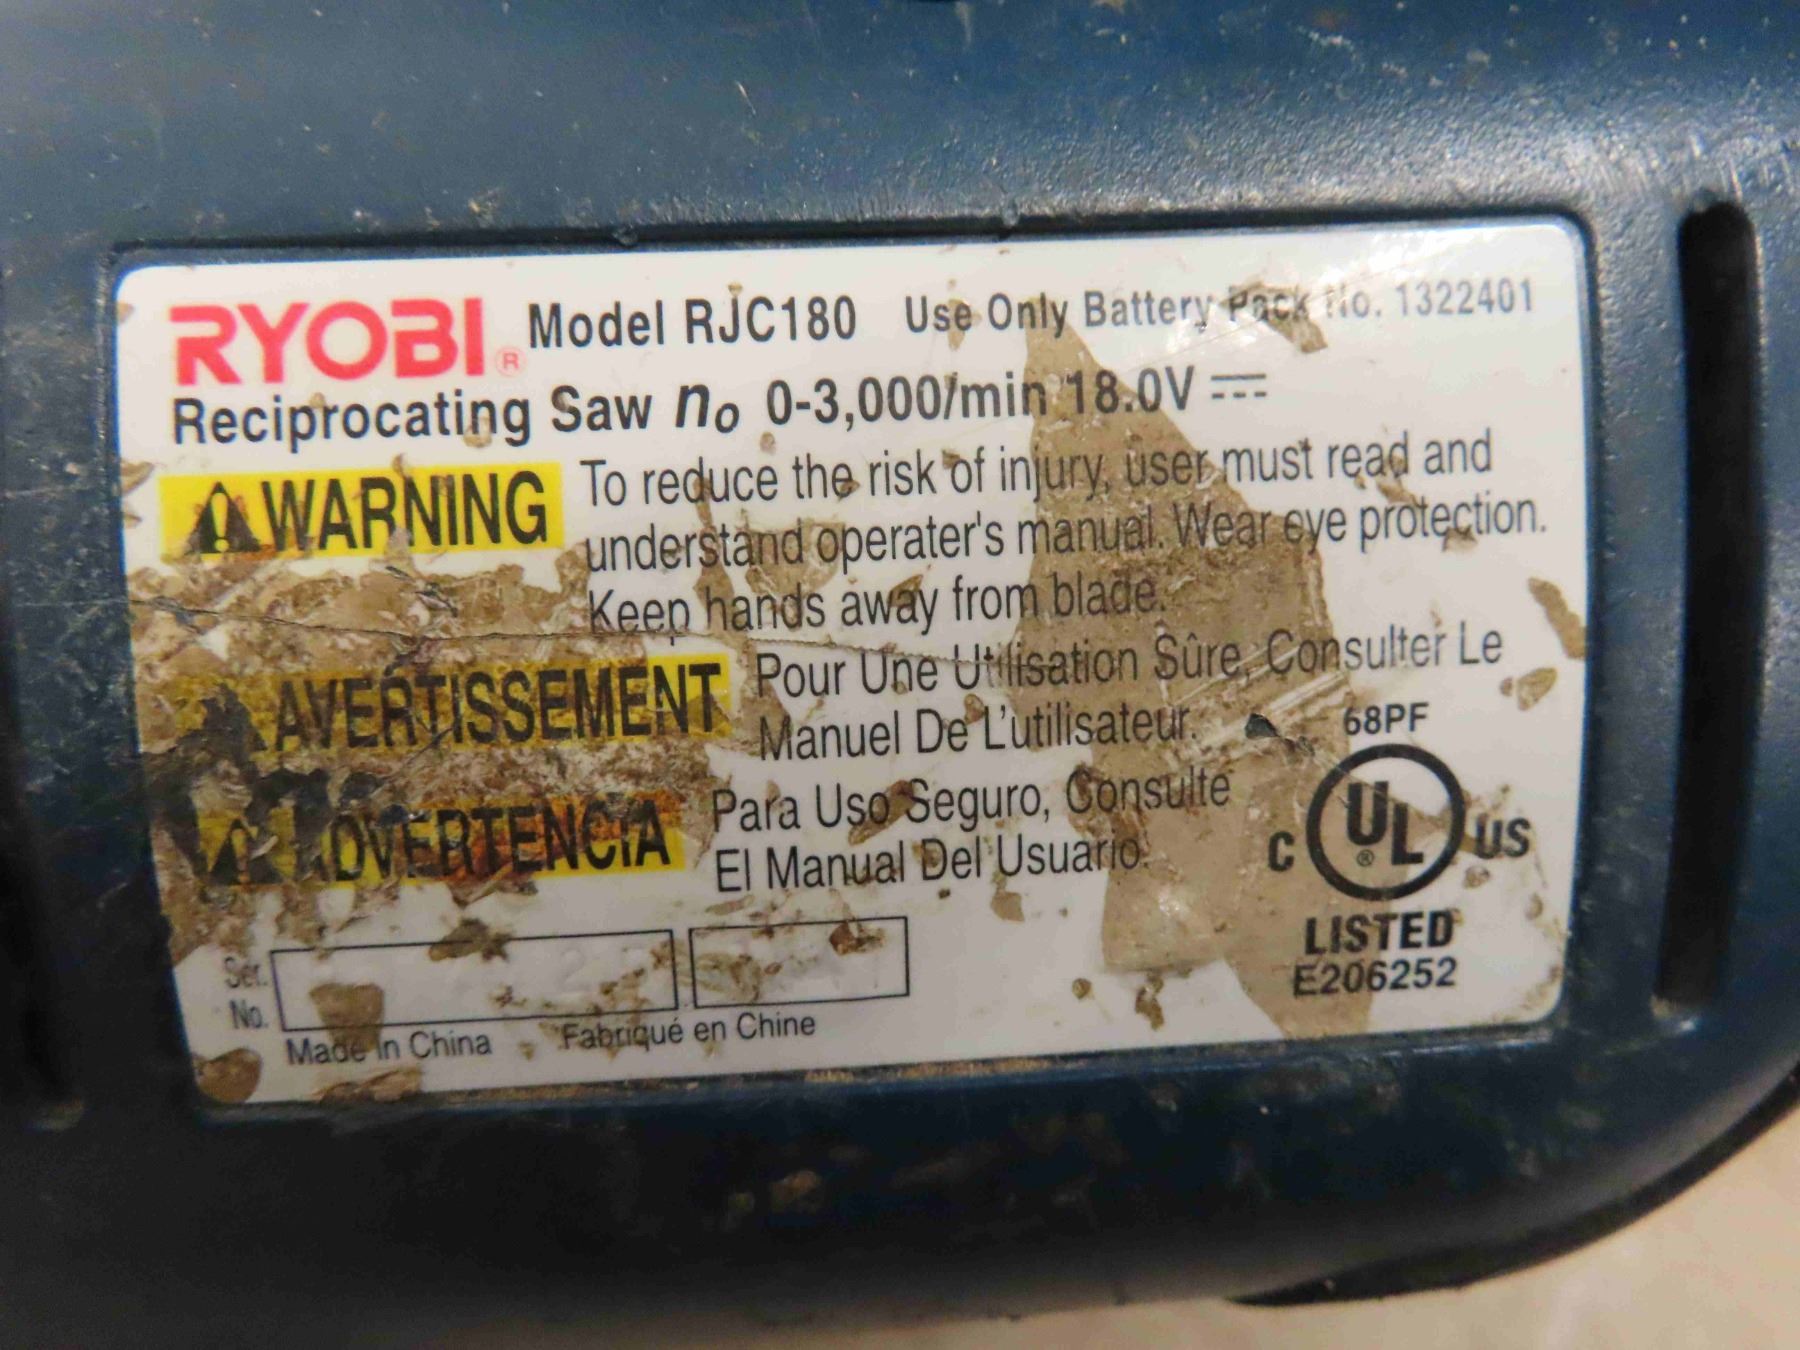 RYOBI® Model RJC180 Use Only Battery Pack No. 1322401
Reciprocating Saw no 0-3,000/min 18.0V
WARNING To reduce the risk of injury, user must read and
understand operater's manual. Wear eye protection.
Keep hands away from blade.
AVERTISSEMENT Pour Une Utilisation Sûre, Consulter Le
Manuel De L'utilisateur.
ADVERTENCIA Para Uso Seguro, Consulte
El Manual Del Usuario.
68PF
C UL® US
LISTED
E206252
Ser.
No.
Made In China Fabriqué en Chine